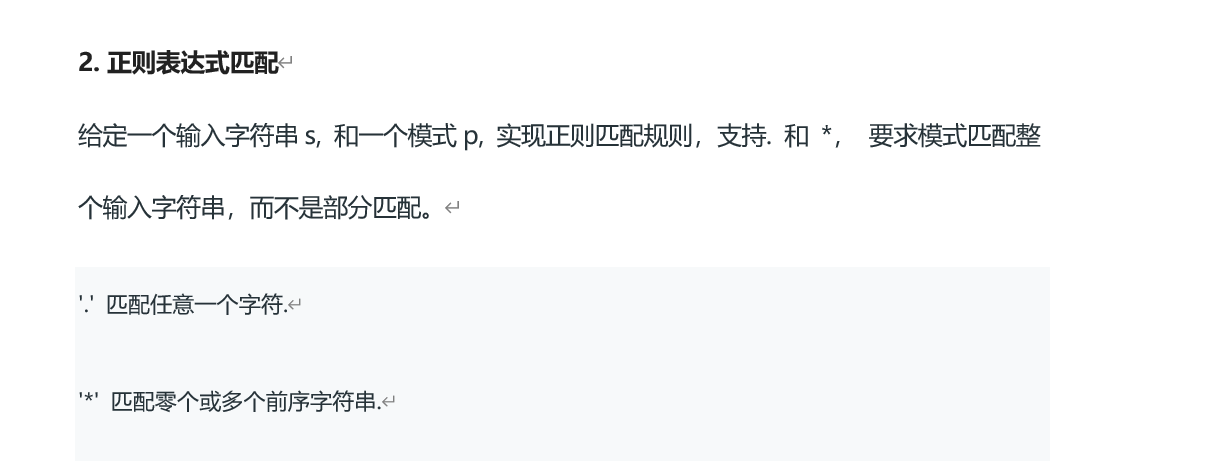 2. 正则表达式匹配↵
给定一个输入字符串 s, 和一个模式 p, 实现正则匹配规则，支持. 和 *， 要求模式匹配整
个输入字符串，而不是部分匹配。↵
'.' 匹配任意一个字符.↵
'*' 匹配零个或多个前序字符串.↵